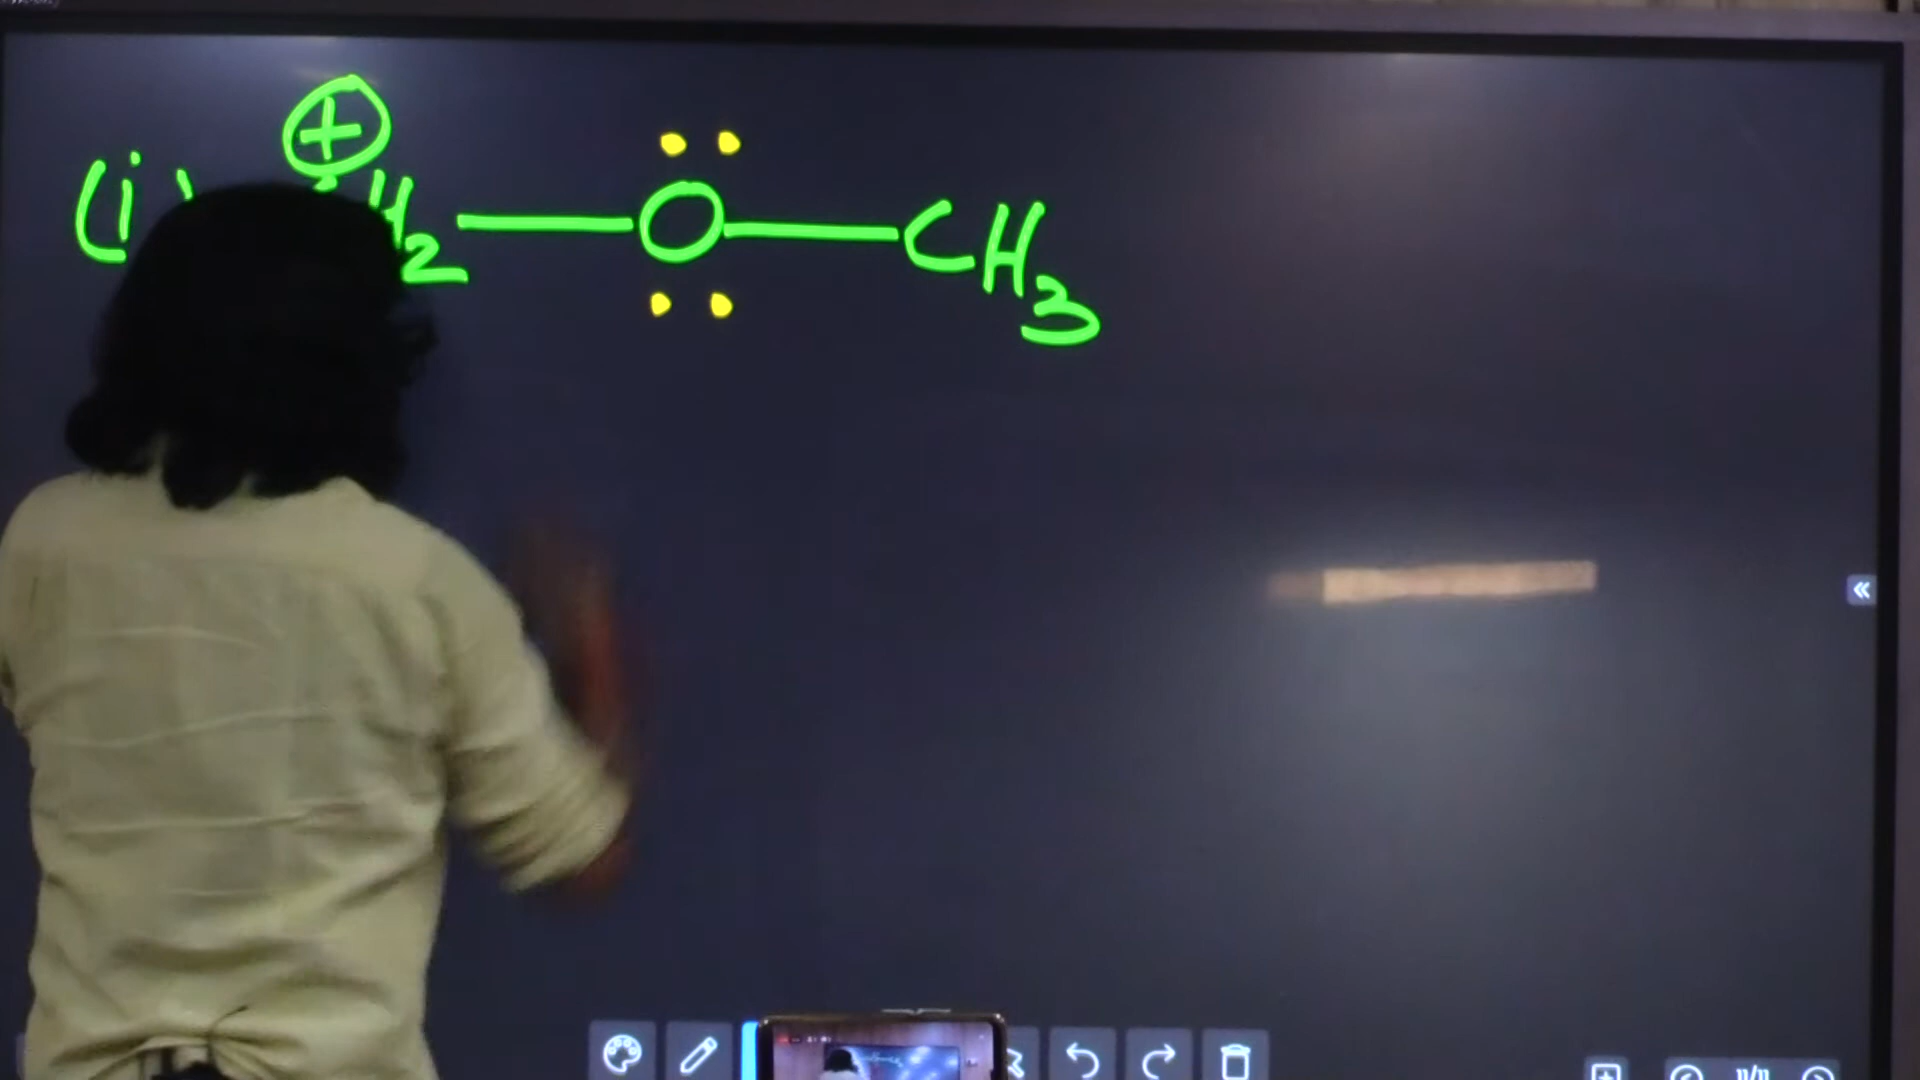 (i) ⊕H2 — O — CH3